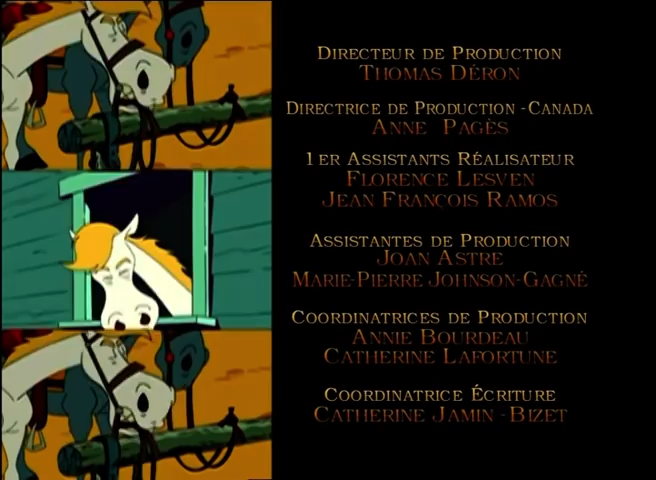 Directeur de Production
Thomas Déron
Directrice de Production - Canada
Anne Pagès
1er Assistants Réalisateur
Florence Lesven
Jean François Ramos
Assistantes de Production
Joan Astre
Marie-Pierre Johnson-Gagné
Coordinatrices de Production
Annie Bourdeau
Catherine Lafortune
Coordinatrice Écriture
Catherine Jamin - Bizet